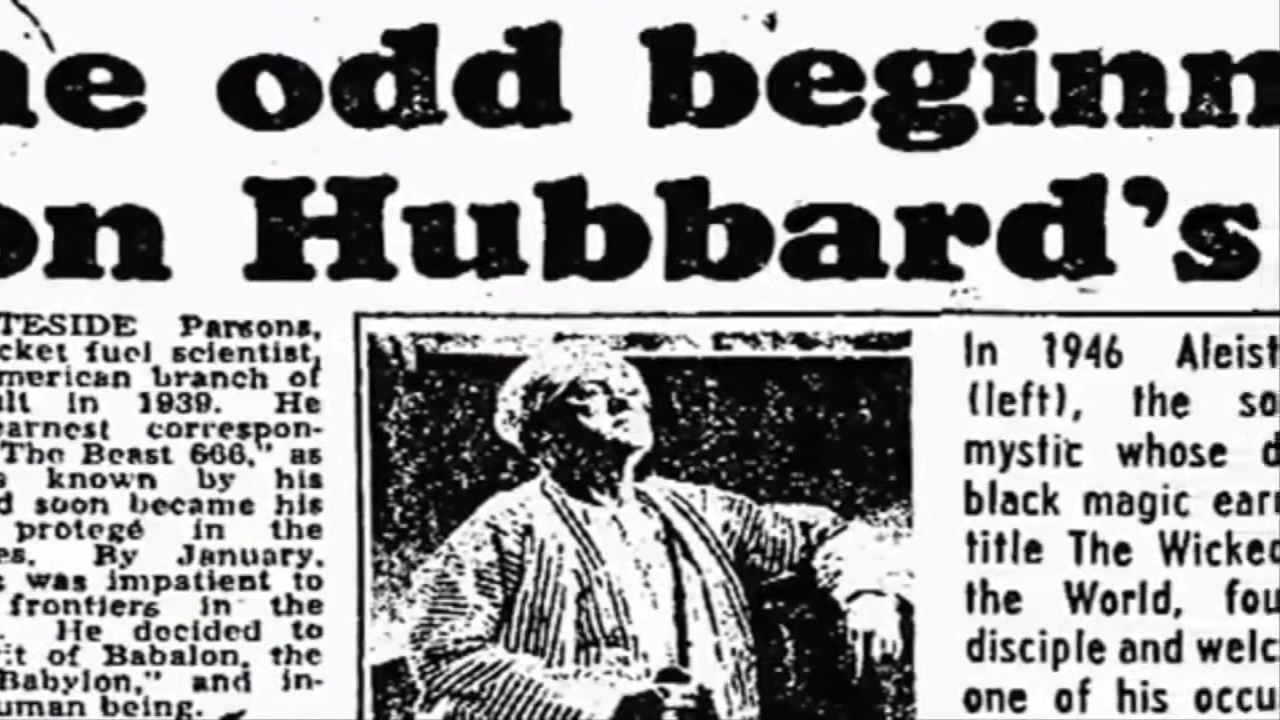 he odd beginn
on Hubbard's
TESIDE Parsons,
cket fuel scientist,
merican branch of
ult in 1939. He
earnest correspon-
"The Beast 666," as
s known by his
d soon became his
protegé in the
es. By January,
s was impatient to
frontiers in the
. He decided to
it of Babalon, the
Babylon," and in-
uman being.
In 1946 Aleist
(left), the so
mystic whose d
black magic earn
title The Wicked
the World, fou
disciple and welc
one of his occu